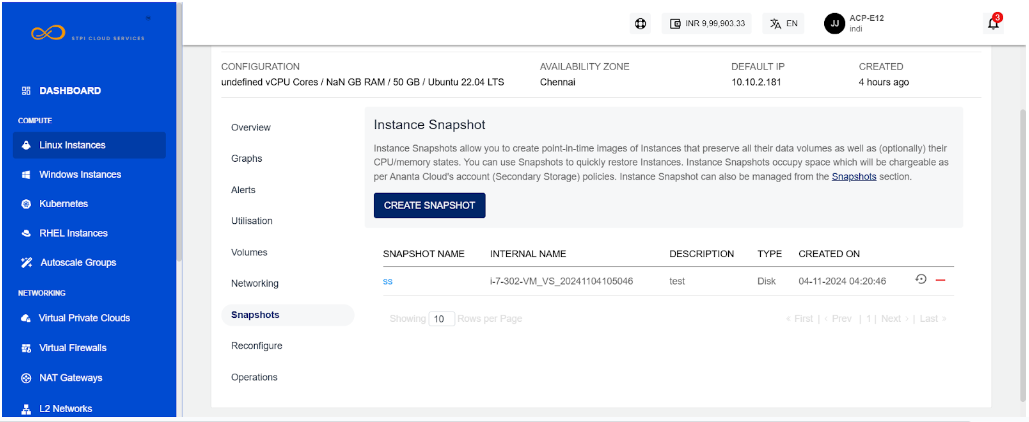 STPI CLOUD SERVICES
INR 9,99,903.33
EN
JJ
ACP-E12
indi
3
DASHBOARD
COMPUTE
Linux Instances
Windows Instances
Kubernetes
RHEL Instances
Autoscale Groups
NETWORKING
Virtual Private Clouds
Virtual Firewalls
NAT Gateways
L2 Networks
CONFIGURATION
undefined vCPU Cores / NaN GB RAM / 50 GB / Ubuntu 22.04 LTS
AVAILABILITY ZONE
Chennai
DEFAULT IP
10.10.2.181
CREATED
4 hours ago
Overview
Graphs
Alerts
Utilisation
Volumes
Networking
Snapshots
Reconfigure
Operations
Instance Snapshot
Instance Snapshots allow you to create point-in-time images of Instances that preserve all their data volumes as well as (optionally) their
CPU/memory states. You can use Snapshots to quickly restore Instances. Instance Snapshots occupy space which will be chargeable as
per Ananta Cloud's account (Secondary Storage) policies. Instance Snapshot can also be managed from the Snapshots section.
CREATE SNAPSHOT
SNAPSHOT NAME INTERNAL NAME DESCRIPTION TYPE CREATED ON
ss i-7-302-VM_VS_20241104105046 test Disk 04-11-2024 04:20:46
Showing 10 Rows per Page
« First | ‹ Prev | 1 | Next › | Last »